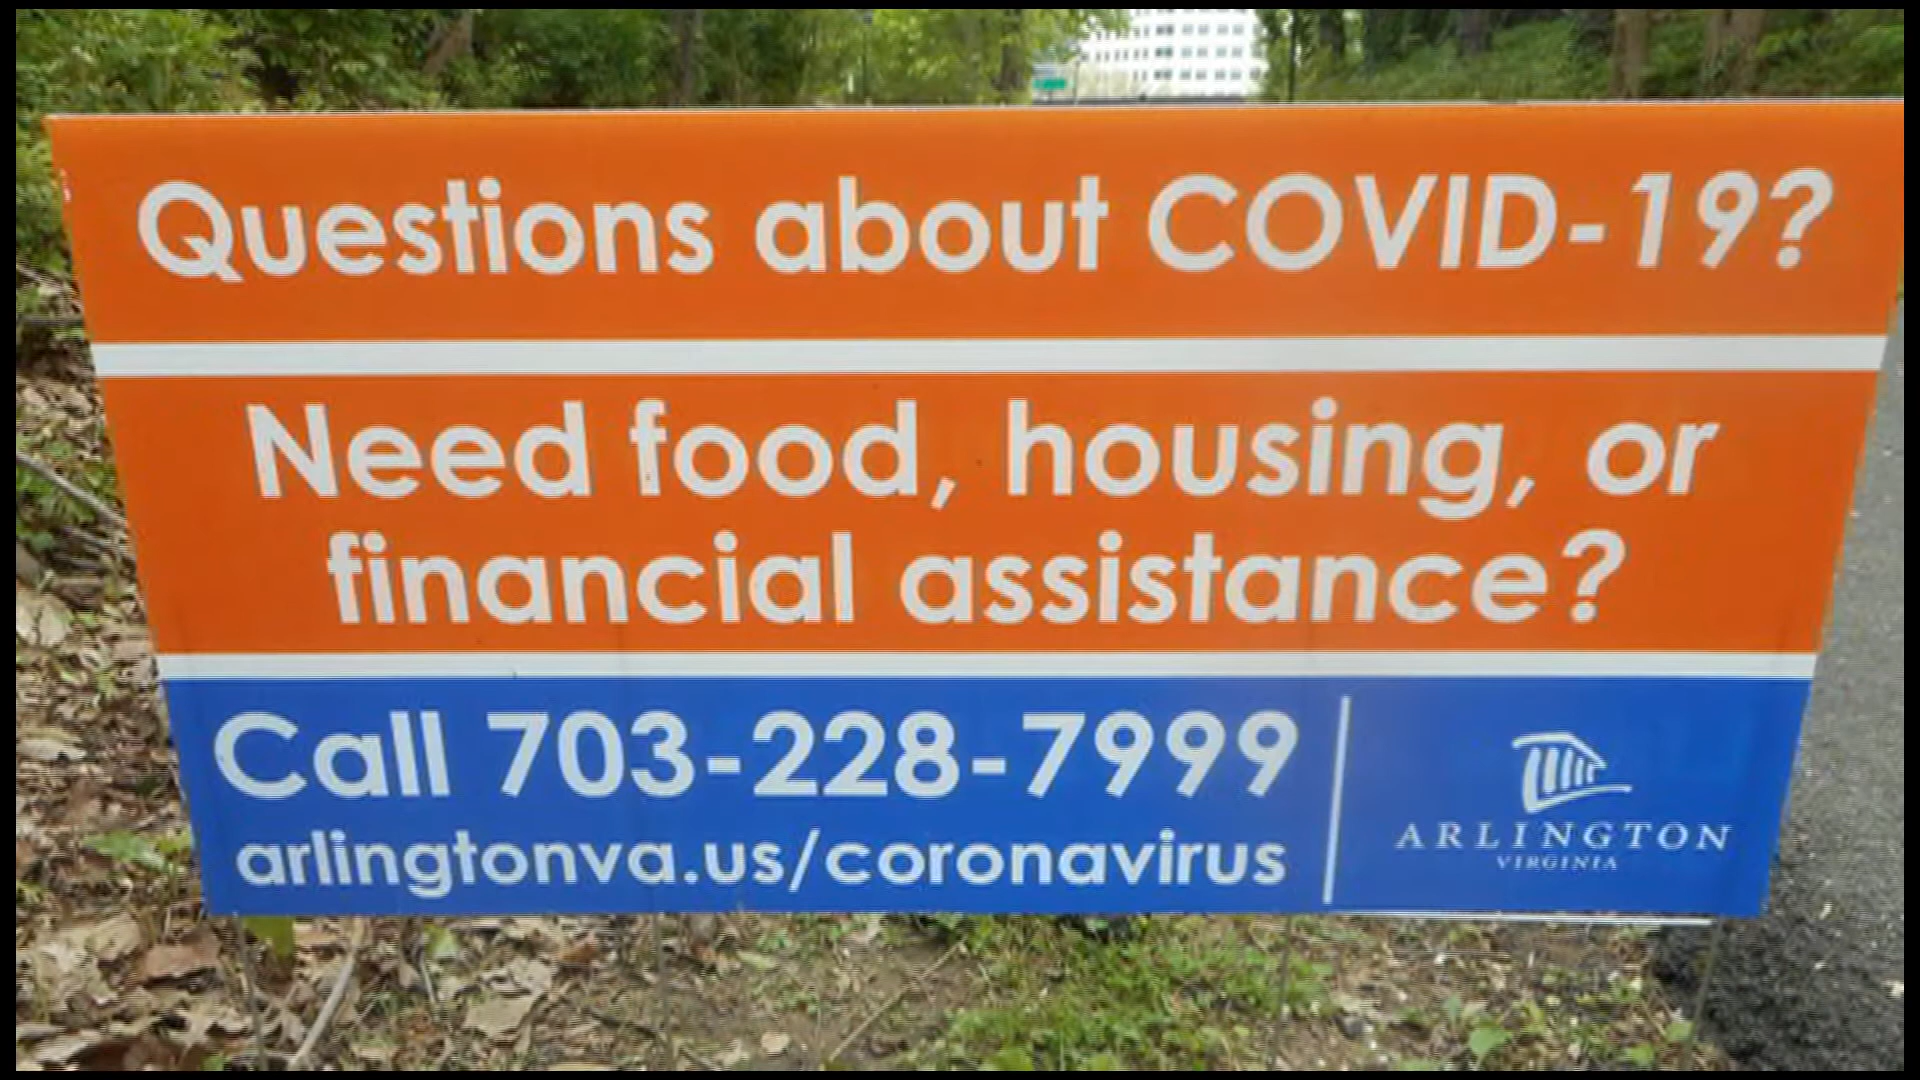 Questions about COVID-19?
Need food, housing, or
financial assistance?
Call 703-228-7999
arlingtonva.us/coronavirus
ARLINGTON
VIRGINIA